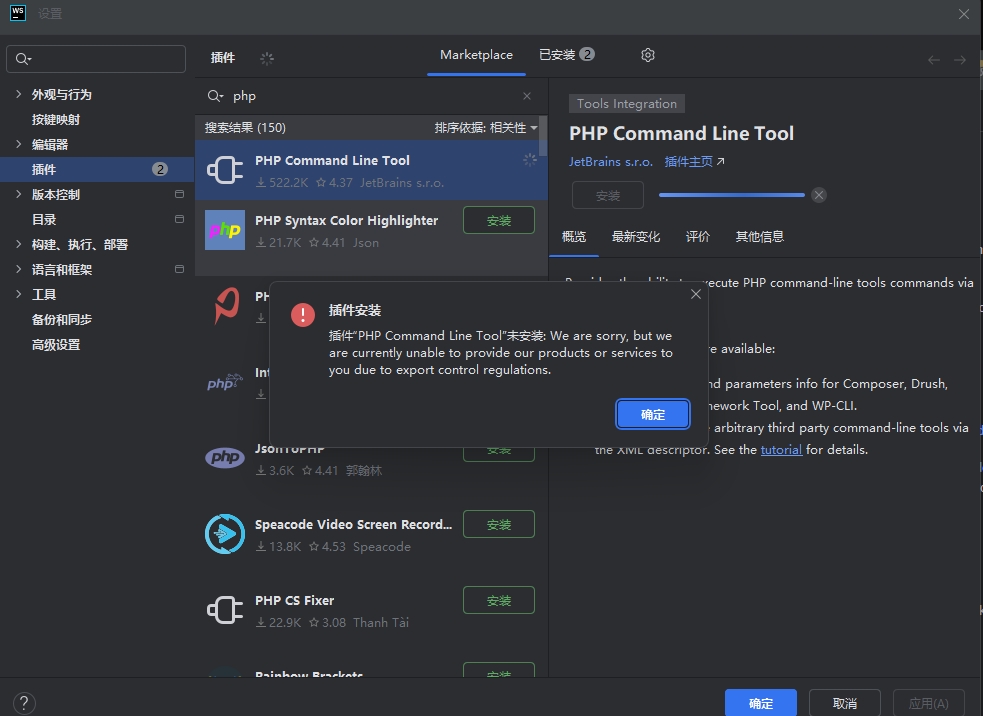 WS
设置
插件
Marketplace
已安装 2
php
外观与行为
按键映射
编辑器
插件 2
版本控制
目录
构建、执行、部署
语言和框架
工具
备份和同步
高级设置
搜索结果 (150)
排序依据: 相关性
PHP Command Line Tool
522.2K 4.37 JetBrains s.r.o.
php
PHP Syntax Color Highlighter
安装
21.7K 4.41 Json
PH
php
Int
php
JsonToPHP
安装
3.6K 4.41 郭翰林
Speacode Video Screen Record...
安装
13.8K 4.53 Speacode
PHP CS Fixer
安装
22.9K 3.08 Thanh Tài
Rainbow Brackets
安装
Tools Integration
PHP Command Line Tool
JetBrains s.r.o. 插件主页
安装
概览
最新变化
评价
其他信息
Provides the ability to execute PHP command-line tools commands via
re available:
nd parameters info for Composer, Drush,
mework Tool, and WP-CLI.
arbitrary third party command-line tools via
the XML descriptor. See the tutorial for details.
插件安装
插件“PHP Command Line Tool”未安装: We are sorry, but we
are currently unable to provide our products or services to
you due to export control regulations.
确定
?
确定
取消
应用(A)